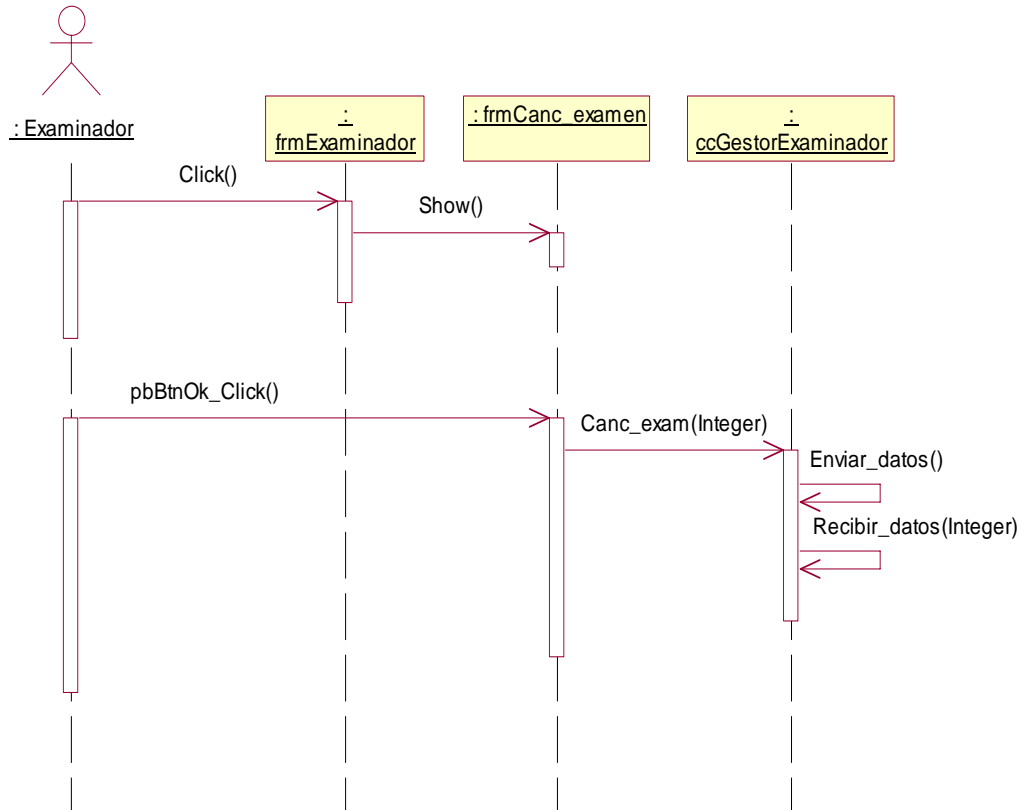 : Examinador
:
frmExaminador
: frmCanc_examen
:
ccGestorExaminador
Click()
Show()
pbBtnOk_Click()
Canc_exam(Integer)
Enviar_datos()
Recibir_datos(Integer)